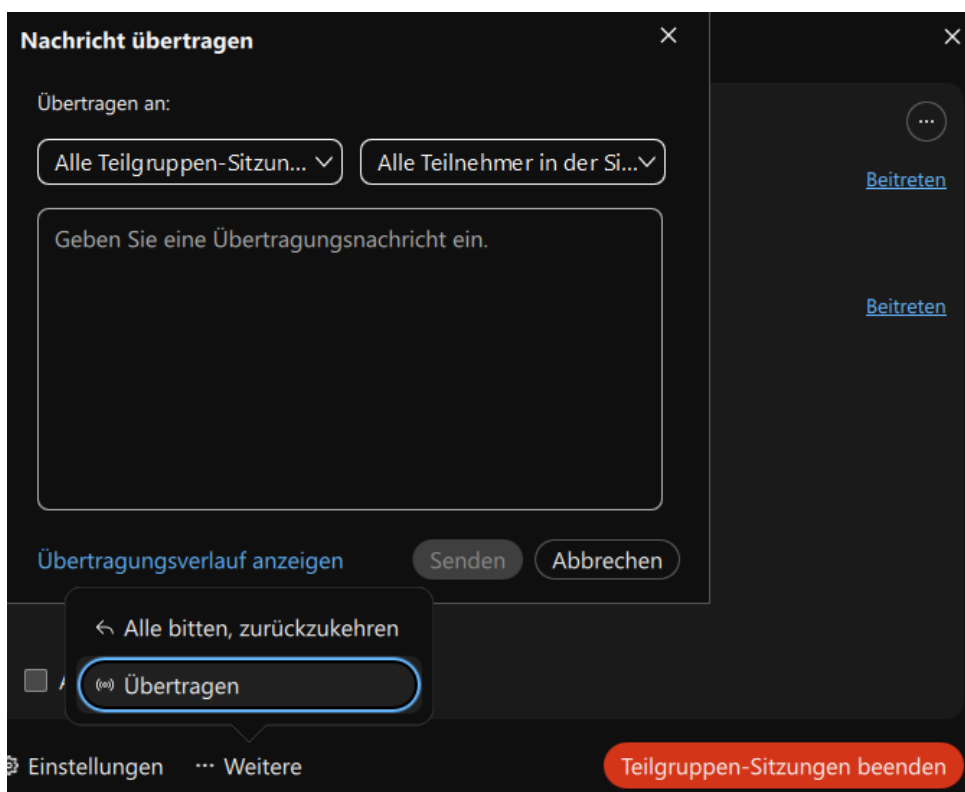 Nachricht übertragen
Übertragen an:
Alle Teilgruppen-Sitzun... Alle Teilnehmer in der Si...
Beitreten
Geben Sie eine Übertragungsnachricht ein.
Beitreten
Übertragungsverlauf anzeigen Senden Abbrechen
Alle bitten, zurückzukehren
Übertragen
Einstellungen ... Weitere Teilgruppen-Sitzungen beenden